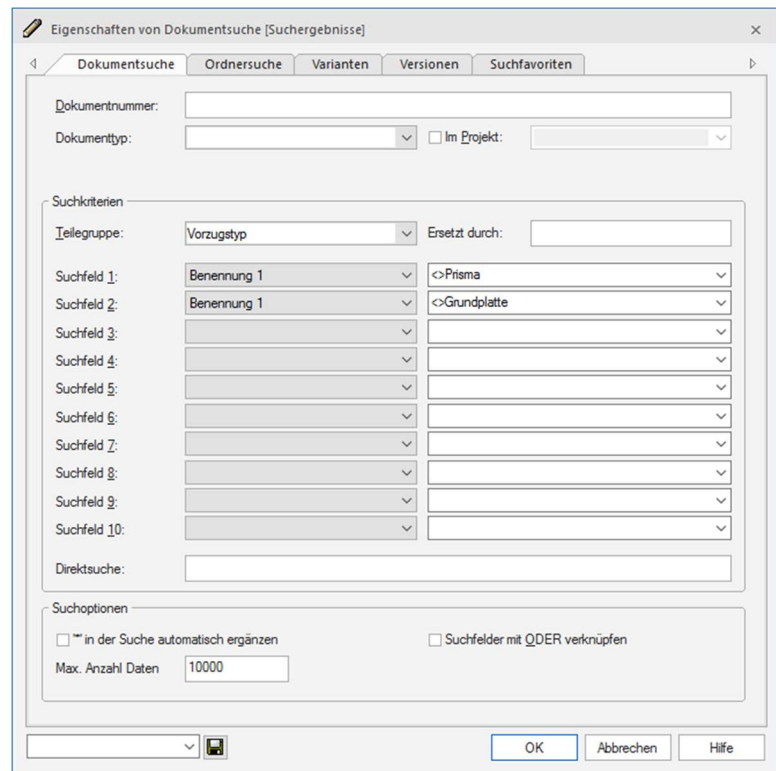 Eigenschaften von Dokumentsuche [Suchergebnisse]
Dokumentsuche Ordnersuche Varianten Versionen Suchfavoriten
Dokumentnummer:
Dokumenttyp: Im Projekt:
Suchkriterien
Teilegruppe: Vorzugstyp Ersetzt durch:
Suchfeld 1: Benennung 1 <>Prisma
Suchfeld 2: Benennung 1 <>Grundplatte
Suchfeld 3:
Suchfeld 4:
Suchfeld 5:
Suchfeld 6:
Suchfeld 7:
Suchfeld 8:
Suchfeld 9:
Suchfeld 10:
Direktsuche:
Suchoptionen
"*" in der Suche automatisch ergänzen Suchfelder mit ODER verknüpfen
Max. Anzahl Daten 10000
OK Abbrechen Hilfe